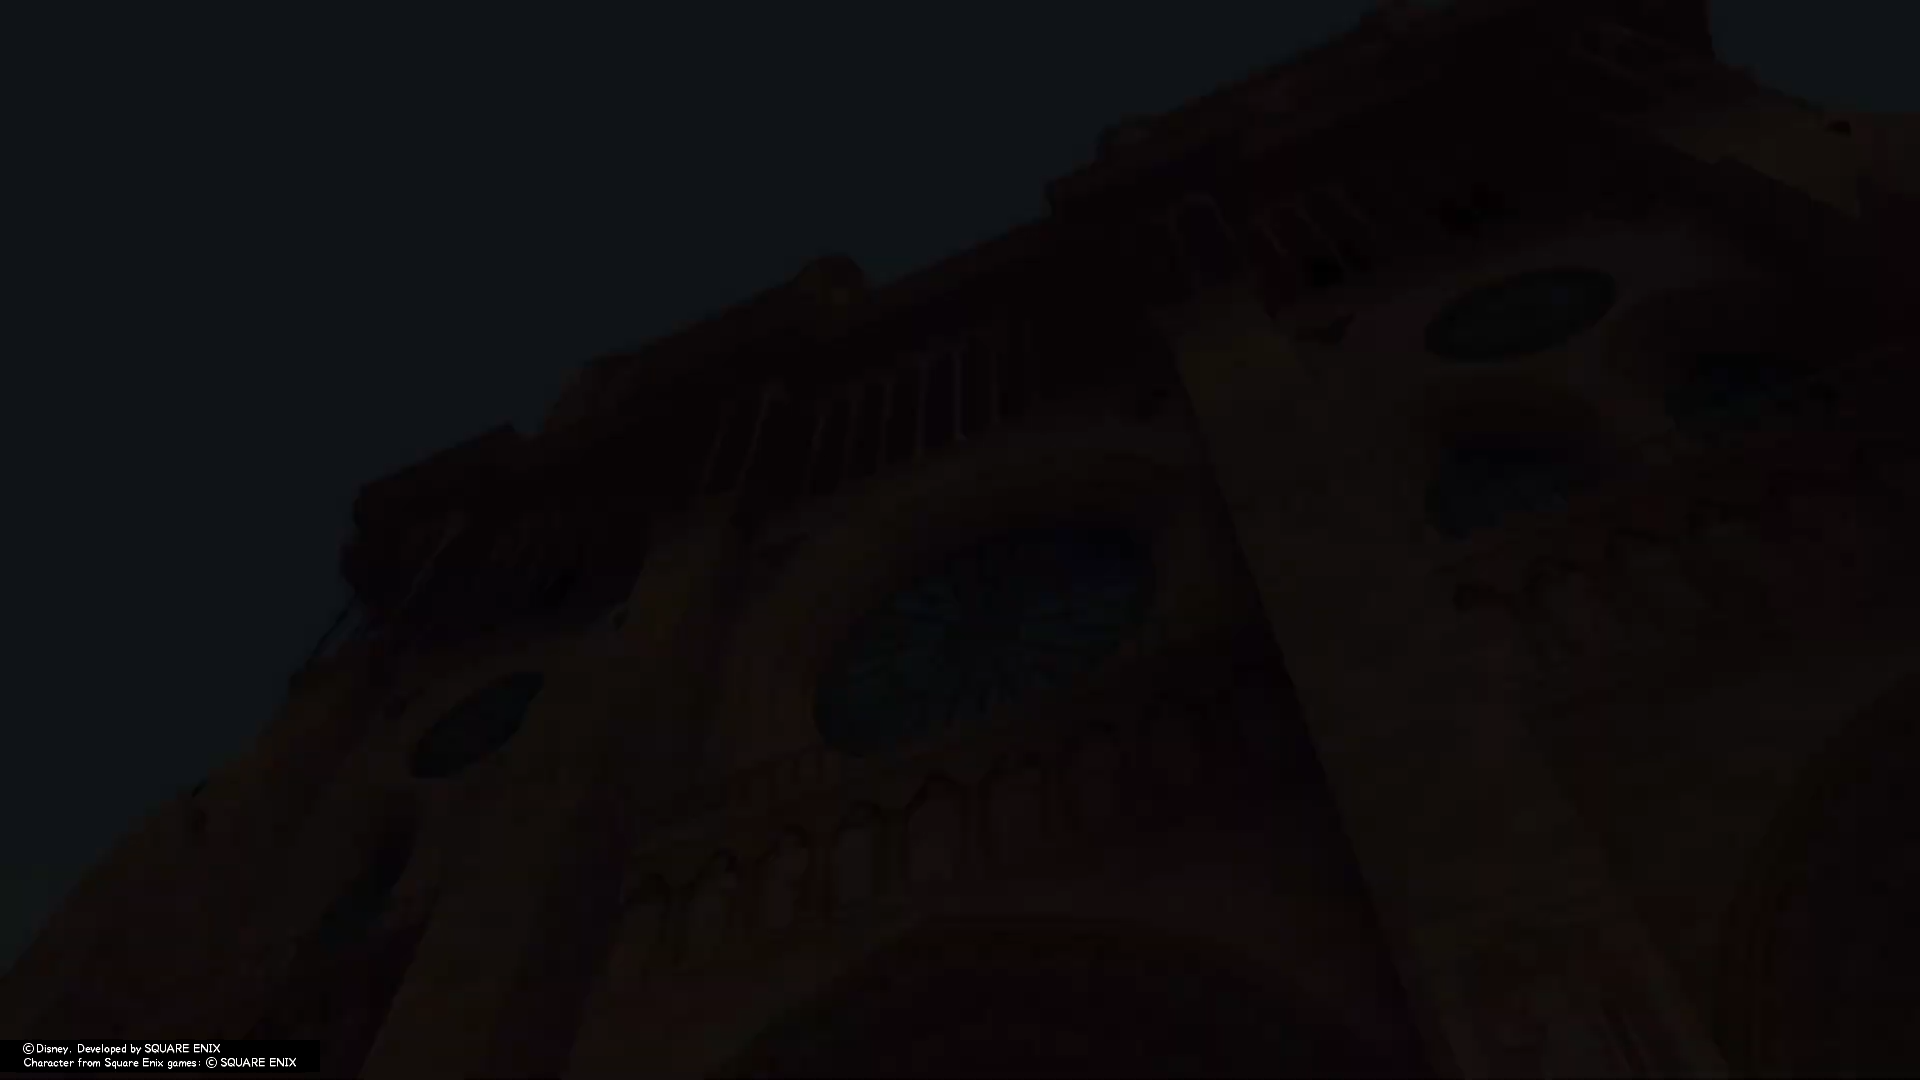 ©Disney. Developed by SQUARE ENIX
Character from Square Enix games: © SQUARE ENIX